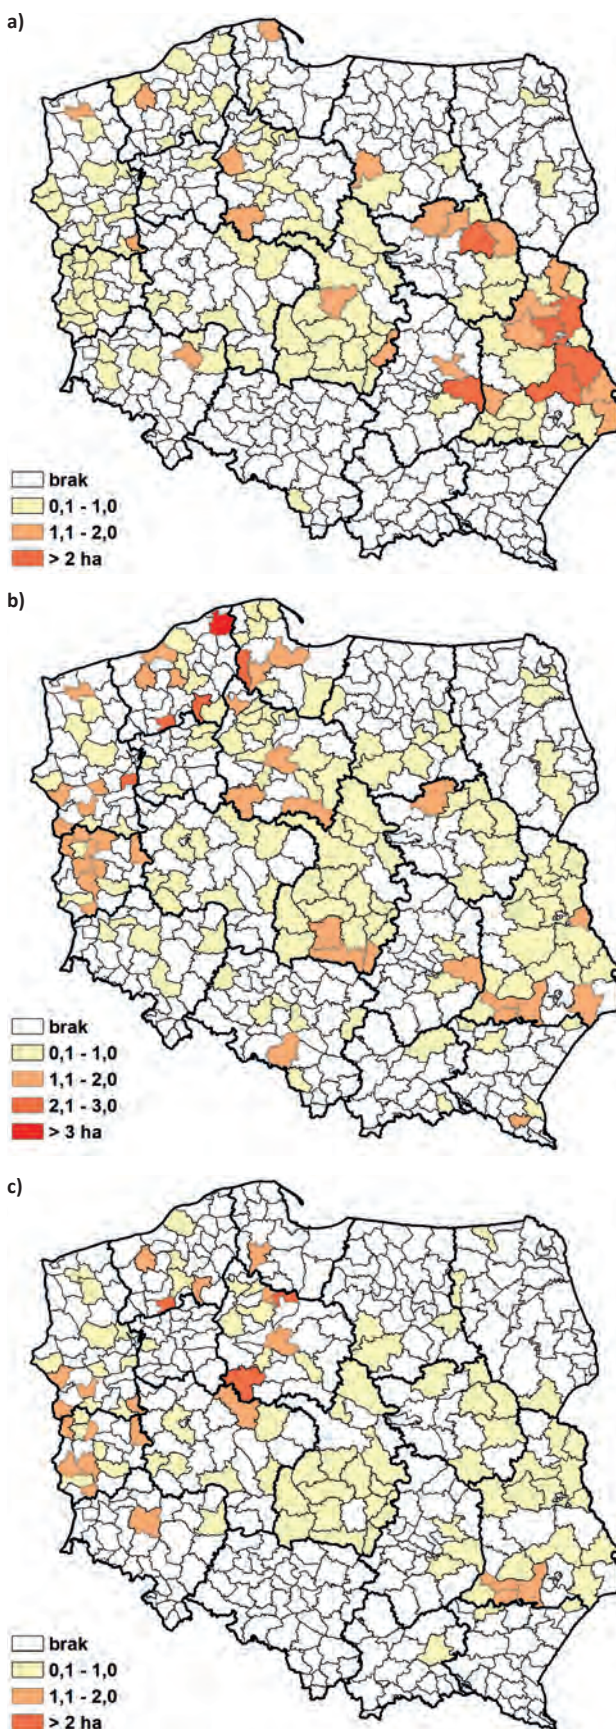 a)
brak
0,1 - 1,0
1,1 - 2,0
> 2 ha
b)
brak
0,1 - 1,0
1,1 - 2,0
2,1 - 3,0
> 3 ha
c)
brak
0,1 - 1,0
1,1 - 2,0
> 2 ha